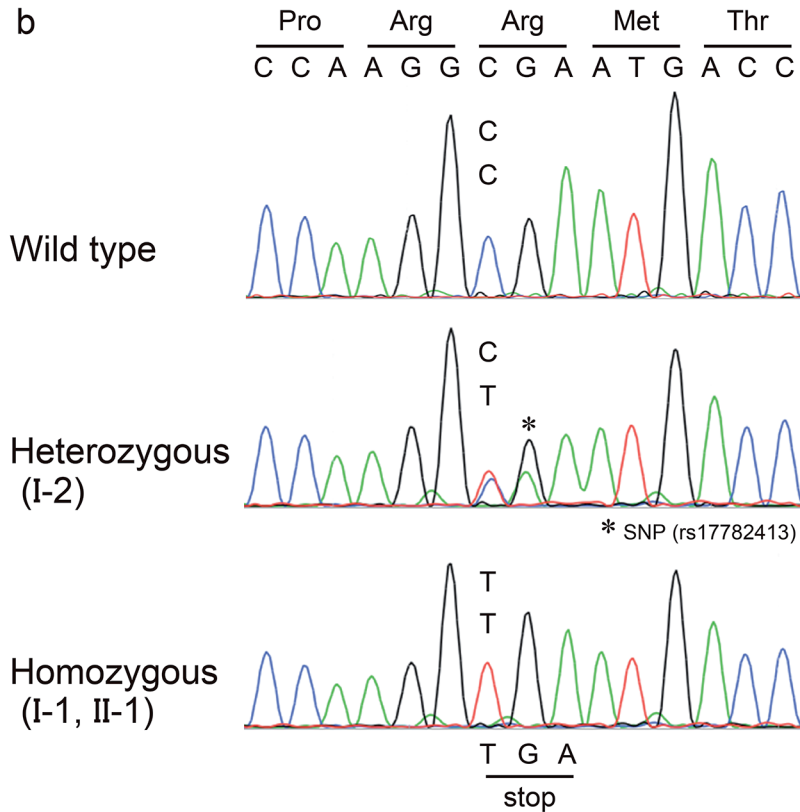 b
Pro Arg Arg Met Thr
C C A A G G C G A A T G A C C
C
C
Wild type
C
T
*
Heterozygous
(I-2)
* SNP (rs17782413)
T
T
Homozygous
(I-1, II-1)
T G A
stop